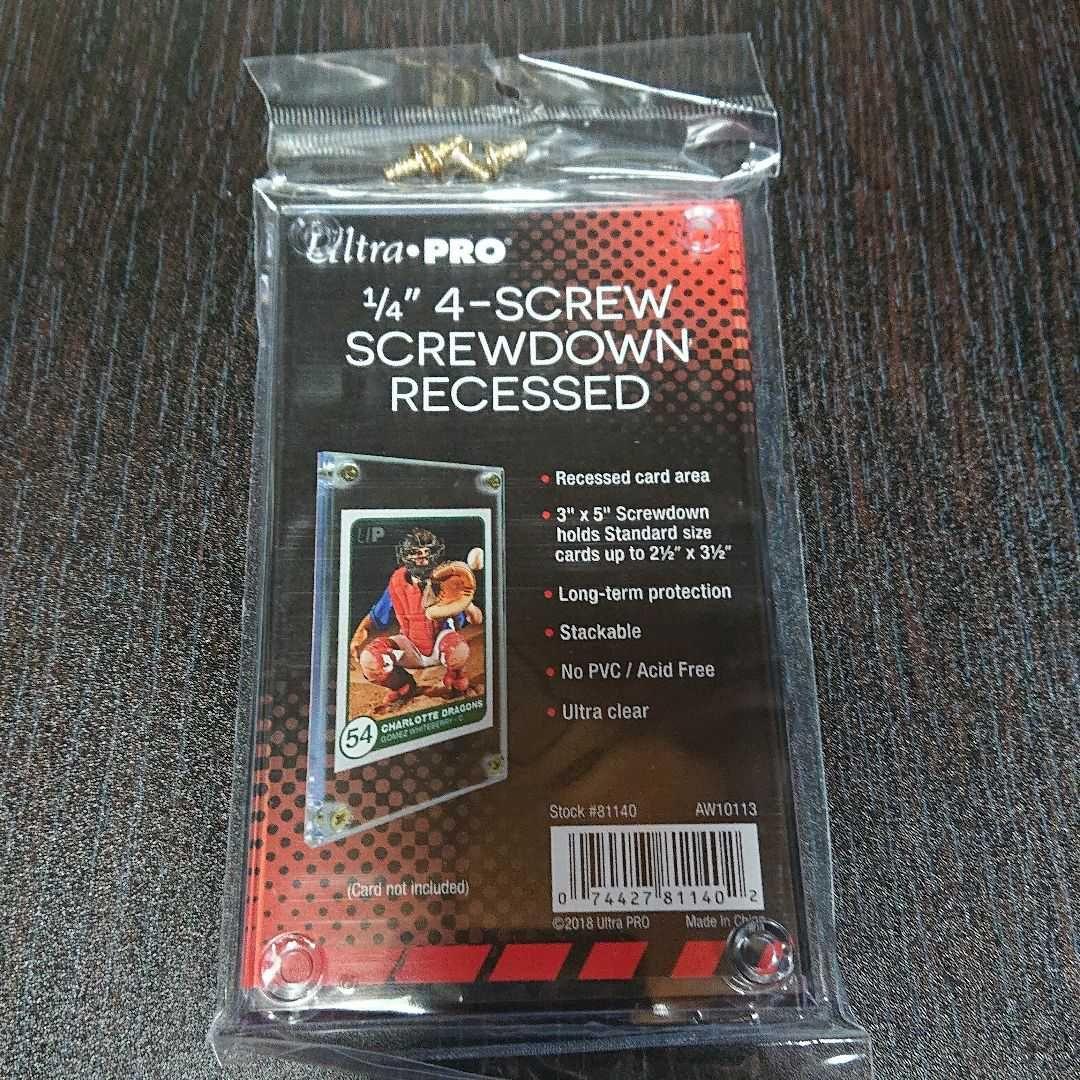 Ultra•PRO®
1/4" 4-SCREW
SCREWDOWN
RECESSED
• Recessed card area
• 3" x 5" Screwdown
holds Standard size
cards up to 2½" x 3½"
• Long-term protection
• Stackable
• No PVC / Acid Free
• Ultra clear
UP
54
CHARLOTTE DRAGONS
GOMEZ WHITEBERRY - C
(Card not included)
Stock #81140 AW10113
0 74427 81140 2
©2018 Ultra PRO Made in China